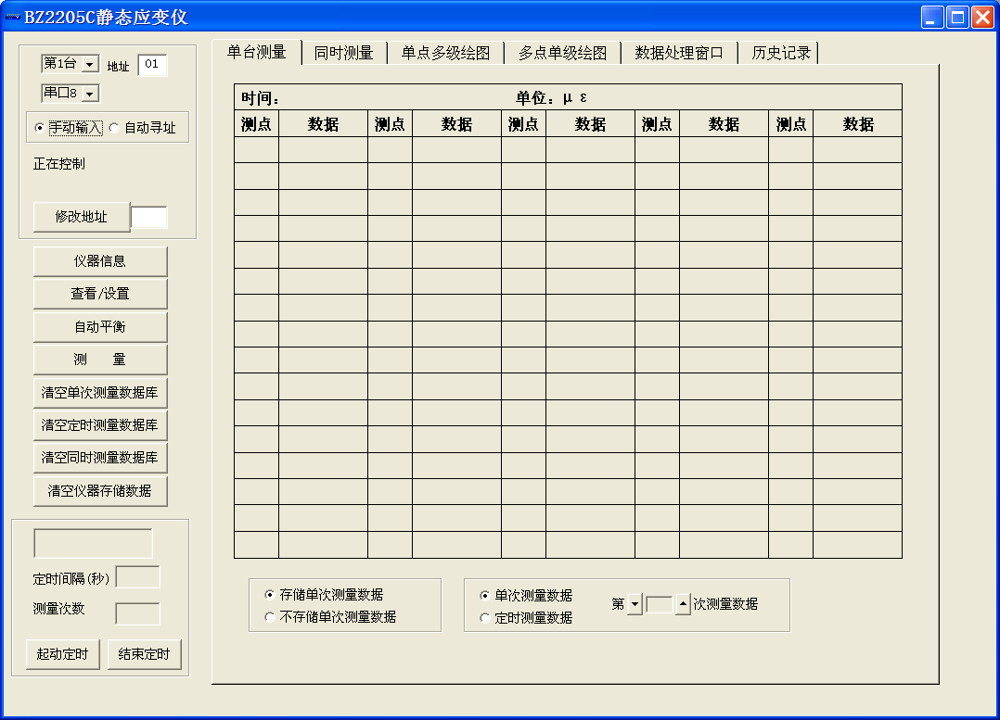 BZ2205C静态应变仪
第1台 地址 01
串口8
手动输入 自动寻址
正在控制
修改地址
仪器信息
查看/设置
自动平衡
测 量
清空单次测量数据库
清空定时测量数据库
清空同时测量数据库
清空仪器存储数据
定时间隔(秒)
测量次数
起动定时 结束定时
单台测量 同时测量 单点多级绘图 多点单级绘图 数据处理窗口 历史记录
时间: 单位:μ ε
测点 数据 测点 数据 测点 数据 测点 数据 测点 数据
存储单次测量数据
不存储单次测量数据
单次测量数据
定时测量数据
第 次测量数据